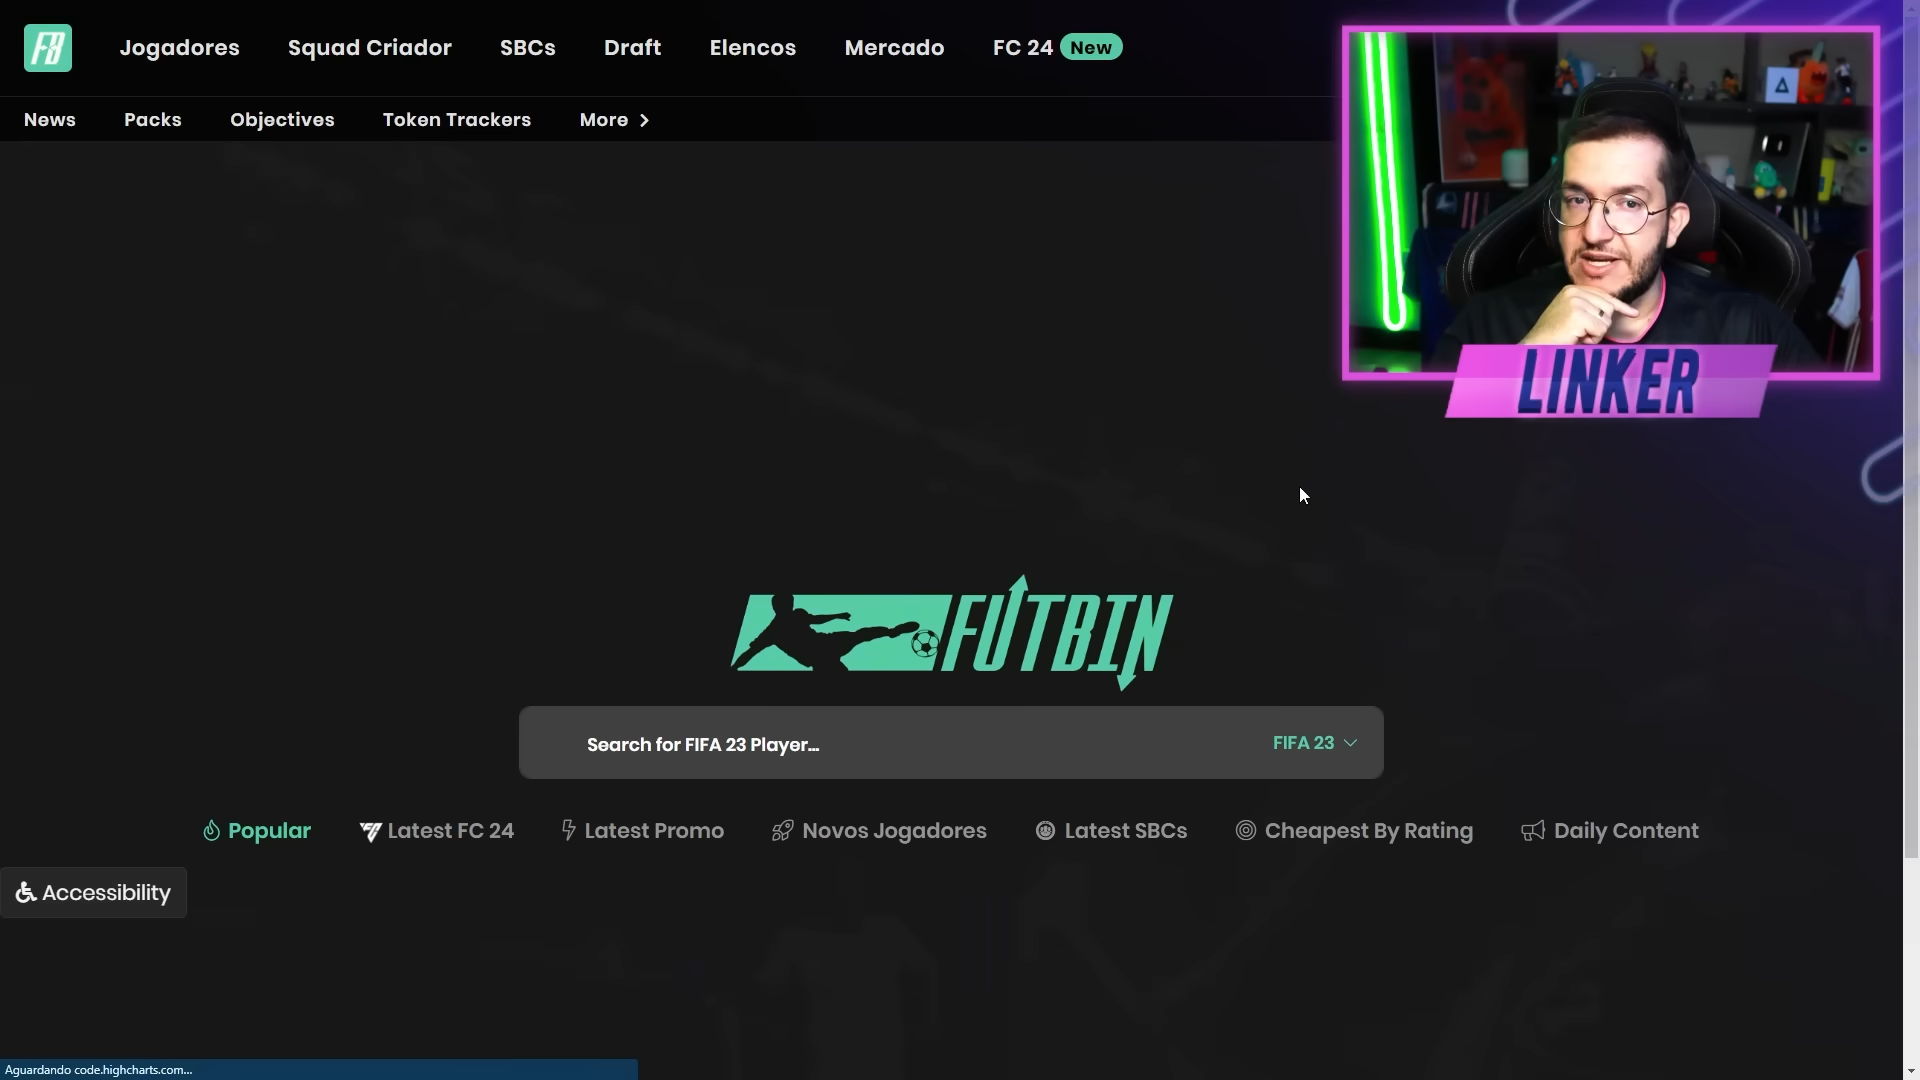 FB
Jogadores
Squad Criador
SBCs
Draft
Elencos
Mercado
FC 24 New
News
Packs
Objectives
Token Trackers
More
LINKER
FUTBIN
Search for FIFA 23 Player...
FIFA 23
Popular
Latest FC 24
Latest Promo
Novos Jogadores
Latest SBCs
Cheapest By Rating
Daily Content
Accessibility
Aguardando code.highcharts.com...